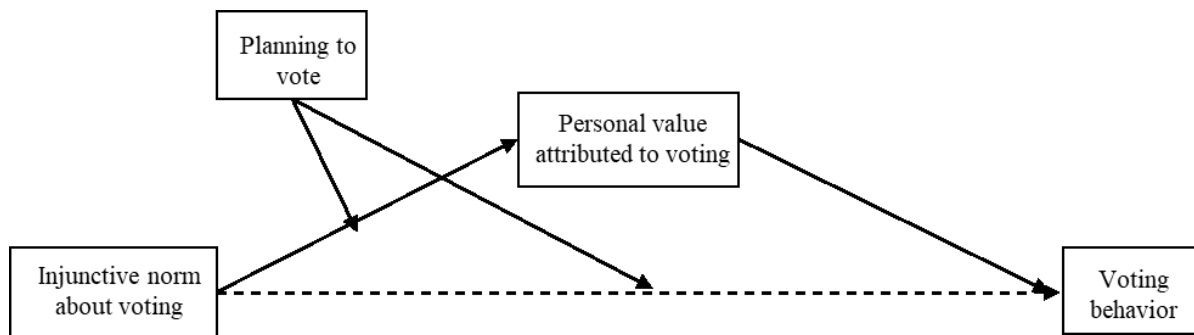 Planning to
vote
Personal value
attributed to voting
Injunctive norm
about voting
Voting
behavior